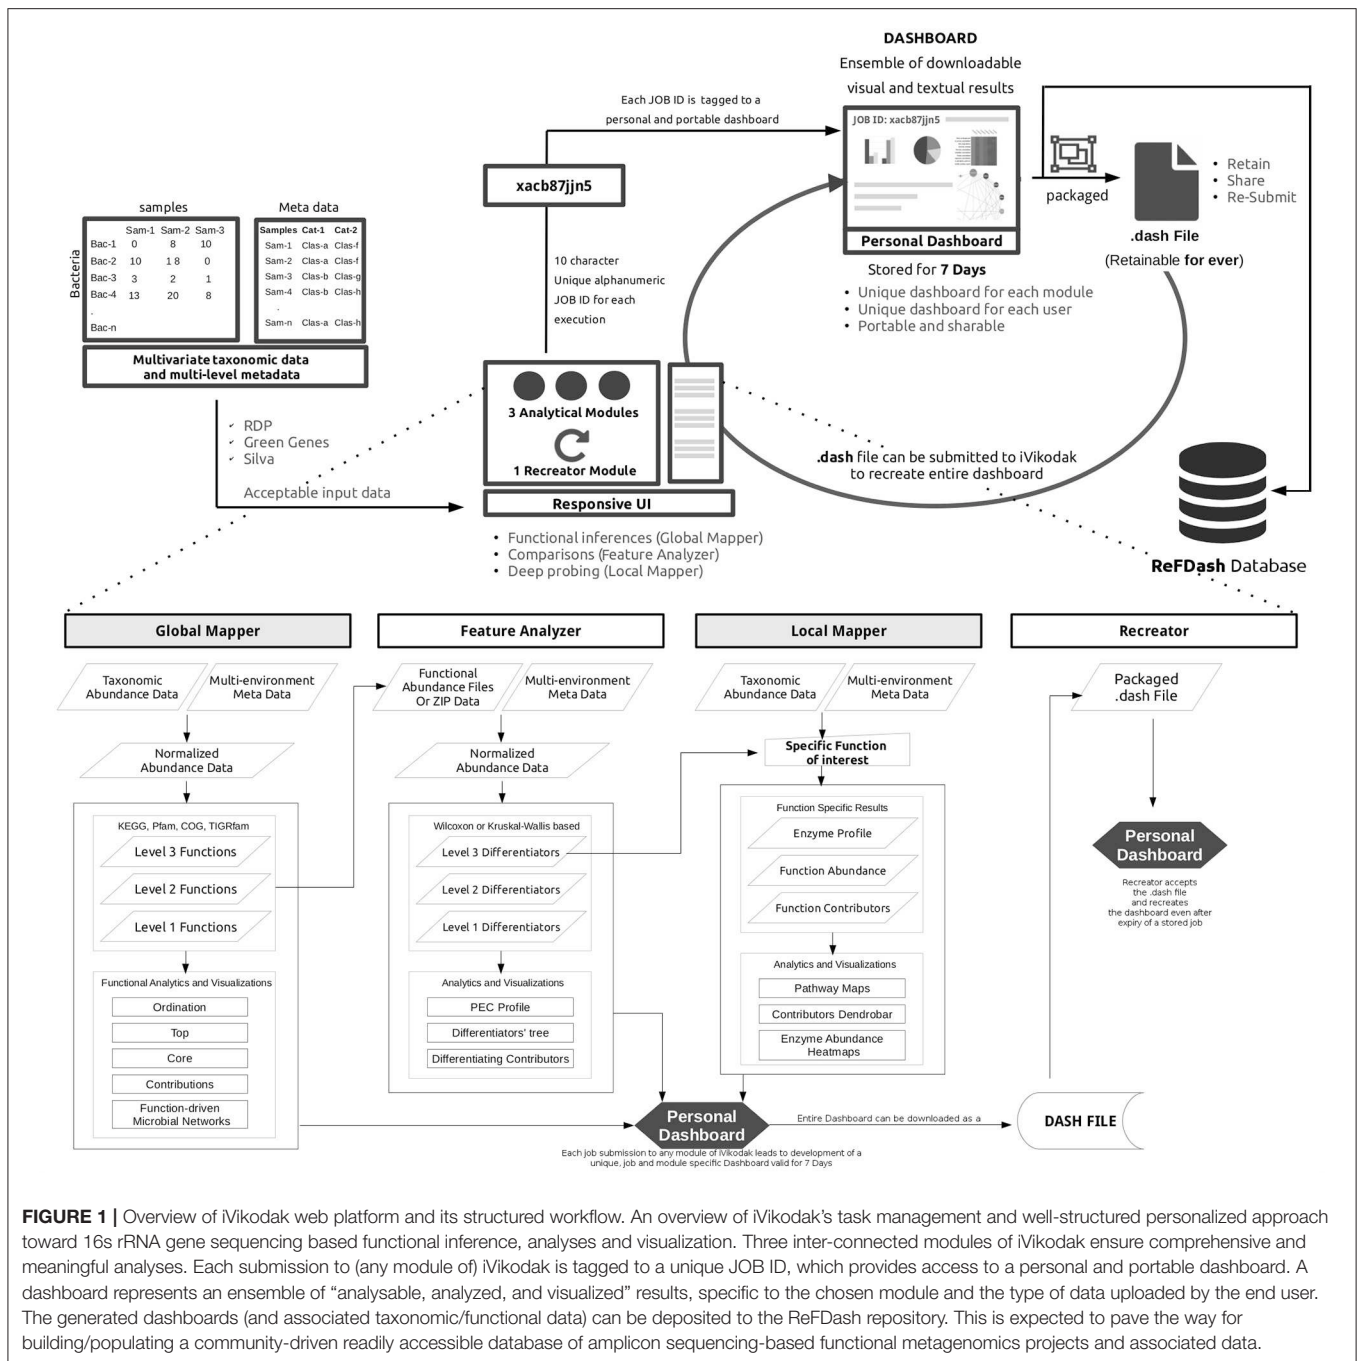 DASHBOARD
Ensemble of downloadable
visual and textual results
Each JOB ID is tagged to a
personal and portable dashboard
JOB ID: xacb87jjn5
xacb87jjn5
packaged
• Retain
• Share
• Re-Submit
.dash File
(Retainable for ever)
Personal Dashboard
Stored for 7 Days
• Unique dashboard for each module
• Unique dashboard for each user
• Portable and sharable
samples
Sam-1 Sam-2 Sam-3
Bacteria
Bac-1 0 8 10
Bac-2 10 1 8 0
Bac-3 3 2 1
Bac-4 13 20 8
.
Bac-n
Meta data
Samples Cat-1 Cat-2
Sam-1 Clas-a Clas-f
Sam-2 Clas-a Clas-f
Sam-3 Clas-b Clas-g
Sam-4 Clas-b Clas-h
.
Sam-n Clas-a Clas-h
Multivariate taxonomic data
and multi-level metadata
10 character
Unique alphanumeric
JOB ID for each
execution
✓ RDP
✓ Green Genes
✓ Silva
Acceptable input data
3 Analytical Modules
1 Recreator Module
Responsive UI
• Functional inferences (Global Mapper)
• Comparisons (Feature Analyzer)
• Deep probing (Local Mapper)
.dash file can be submitted to iVikodak
to recreate entire dashboard
ReFDash Database
Global Mapper
Taxonomic
Abundance Data
Multi-environment
Meta Data
Normalized
Abundance Data
KEGG, Pfam, COG, TIGRfam
Level 3 Functions
Level 2 Functions
Level 1 Functions
Functional Analytics and Visualizations
Ordination
Top
Core
Contributions
Function-driven
Microbial Networks
Feature Analyzer
Functional
Abundance Files
Or ZIP Data
Multi-environment
Meta Data
Normalized
Abundance Data
Wilcoxon or Kruskal-Wallis based
Level 3 Differentiators
Level 2 Differentiators
Level 1 Differentiators
Analytics and Visualizations
PEC Profile
Differentiators' tree
Differentiating Contributors
Local Mapper
Taxonomic
Abundance Data
Multi-environment
Meta Data
Specific Function
of interest
Function Specific Results
Enzyme Profile
Function Abundance
Function Contributors
Analytics and Visualizations
Pathway Maps
Contributors Dendrobar
Enzyme Abundance
Heatmaps
Recreator
Packaged
.dash File
Personal
Dashboard
Recreator accepts
the .dash file
and recreates
the dashboard even after
expiry of a stored job
Personal
Dashboard
Each job submission to any module of iVikodak leads to development of a
unique, job and module specific Dashboard valid for 7 Days
Entire Dashboard can be downloaded as a
DASH FILE
FIGURE 1 | Overview of iVikodak web platform and its structured workflow. An overview of iVikodak's task management and well-structured personalized approach
toward 16s rRNA gene sequencing based functional inference, analyses and visualization. Three inter-connected modules of iVikodak ensure comprehensive and
meaningful analyses. Each submission to (any module of) iVikodak is tagged to a unique JOB ID, which provides access to a personal and portable dashboard. A
dashboard represents an ensemble of “analysable, analyzed, and visualized” results, specific to the chosen module and the type of data uploaded by the end user.
The generated dashboards (and associated taxonomic/functional data) can be deposited to the ReFDash repository. This is expected to pave the way for
building/populating a community-driven readily accessible database of amplicon sequencing-based functional metagenomics projects and associated data.